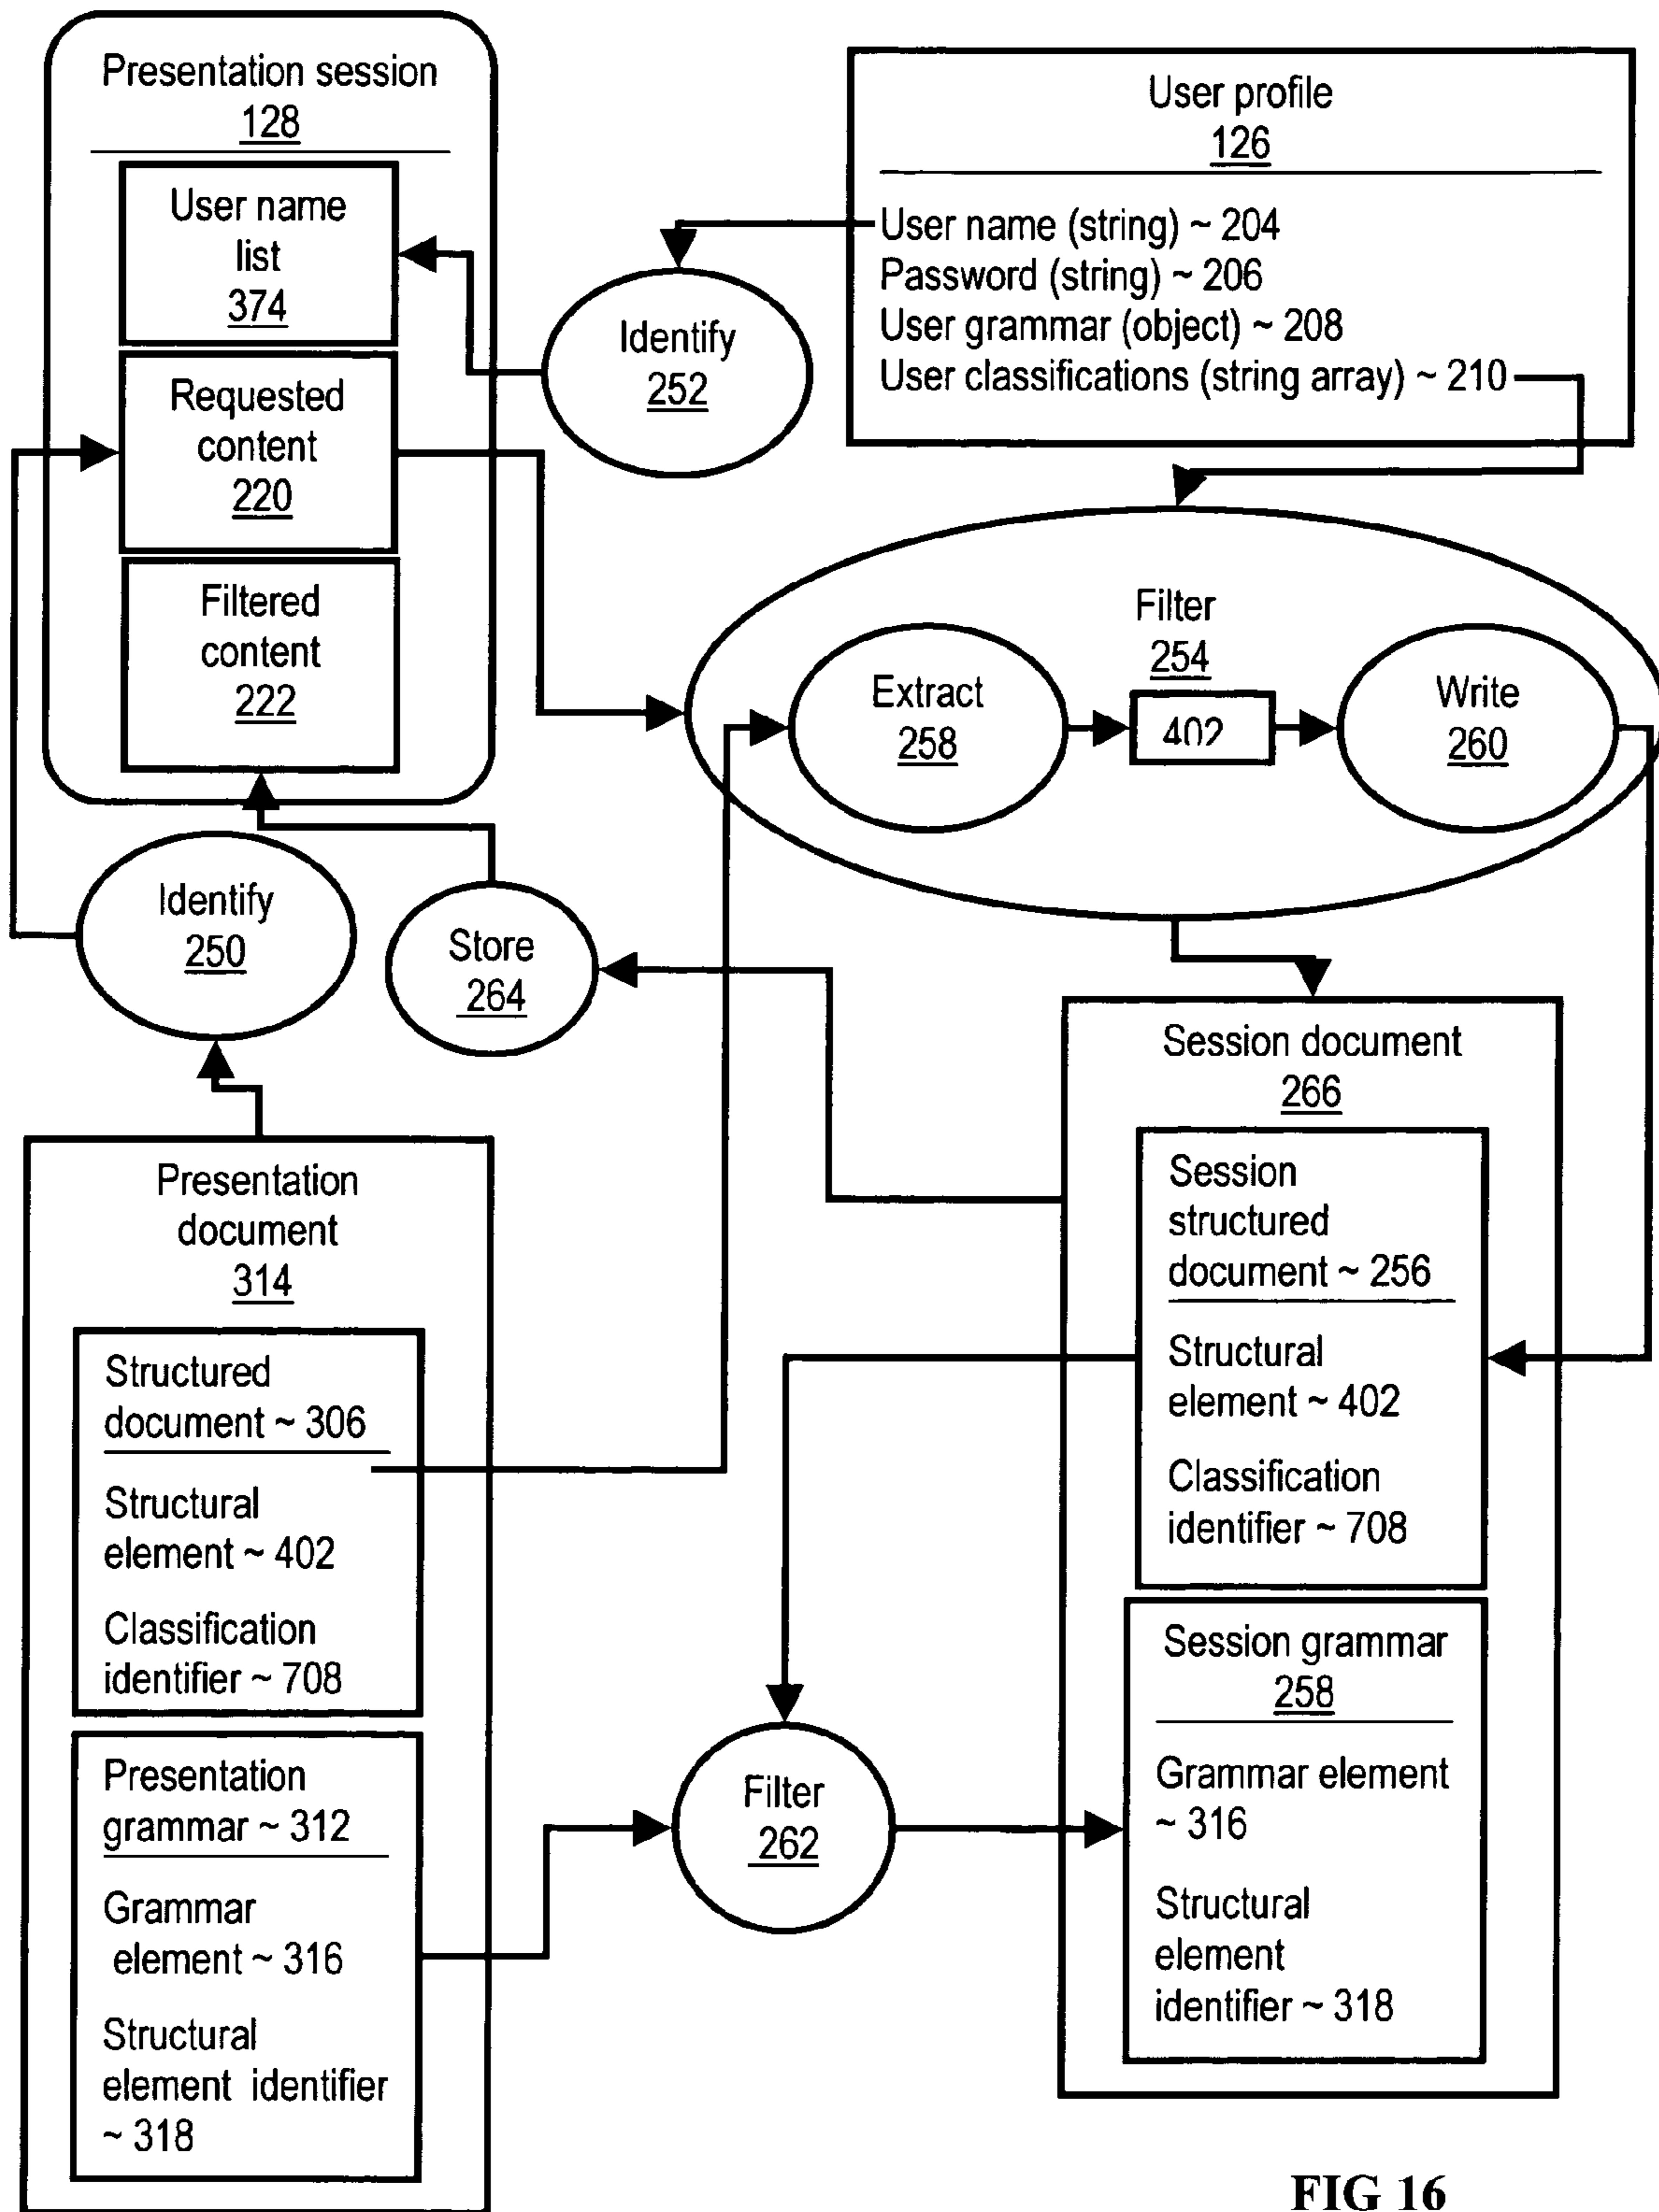 Presentation session
128
User name
list
374
Requested
content
220
Filtered
content
222
User profile
126
User name (string) ~ 204
Password (string) ~ 206
User grammar (object) ~ 208
User classifications (string array) ~ 210
Identify
252
Filter
254
Extract
258
402
Write
260
Identify
250
Store
264
Presentation
document
314
Structured
document ~ 306
Structural
element ~ 402
Classification
identifier ~ 708
Presentation
grammar ~ 312
Grammar
element ~ 316
Structural
element identifier
~ 318
Filter
262
Session document
266
Session
structured
document ~ 256
Structural
element ~ 402
Classification
identifier ~ 708
Session grammar
258
Grammar element
~ 316
Structural
element
identifier ~ 318
FIG 16